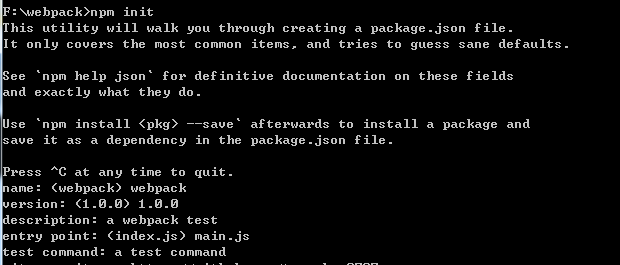 F:\webpack>npm init
This utility will walk you through creating a package.json file.
It only covers the most common items, and tries to guess sane defaults.
See `npm help json` for definitive documentation on these fields
and exactly what they do.
Use `npm install <pkg> --save` afterwards to install a package and
save it as a dependency in the package.json file.
Press ^C at any time to quit.
name: (webpack) webpack
version: (1.0.0) 1.0.0
description: a webpack test
entry point: (index.js) main.js
test command: a test command